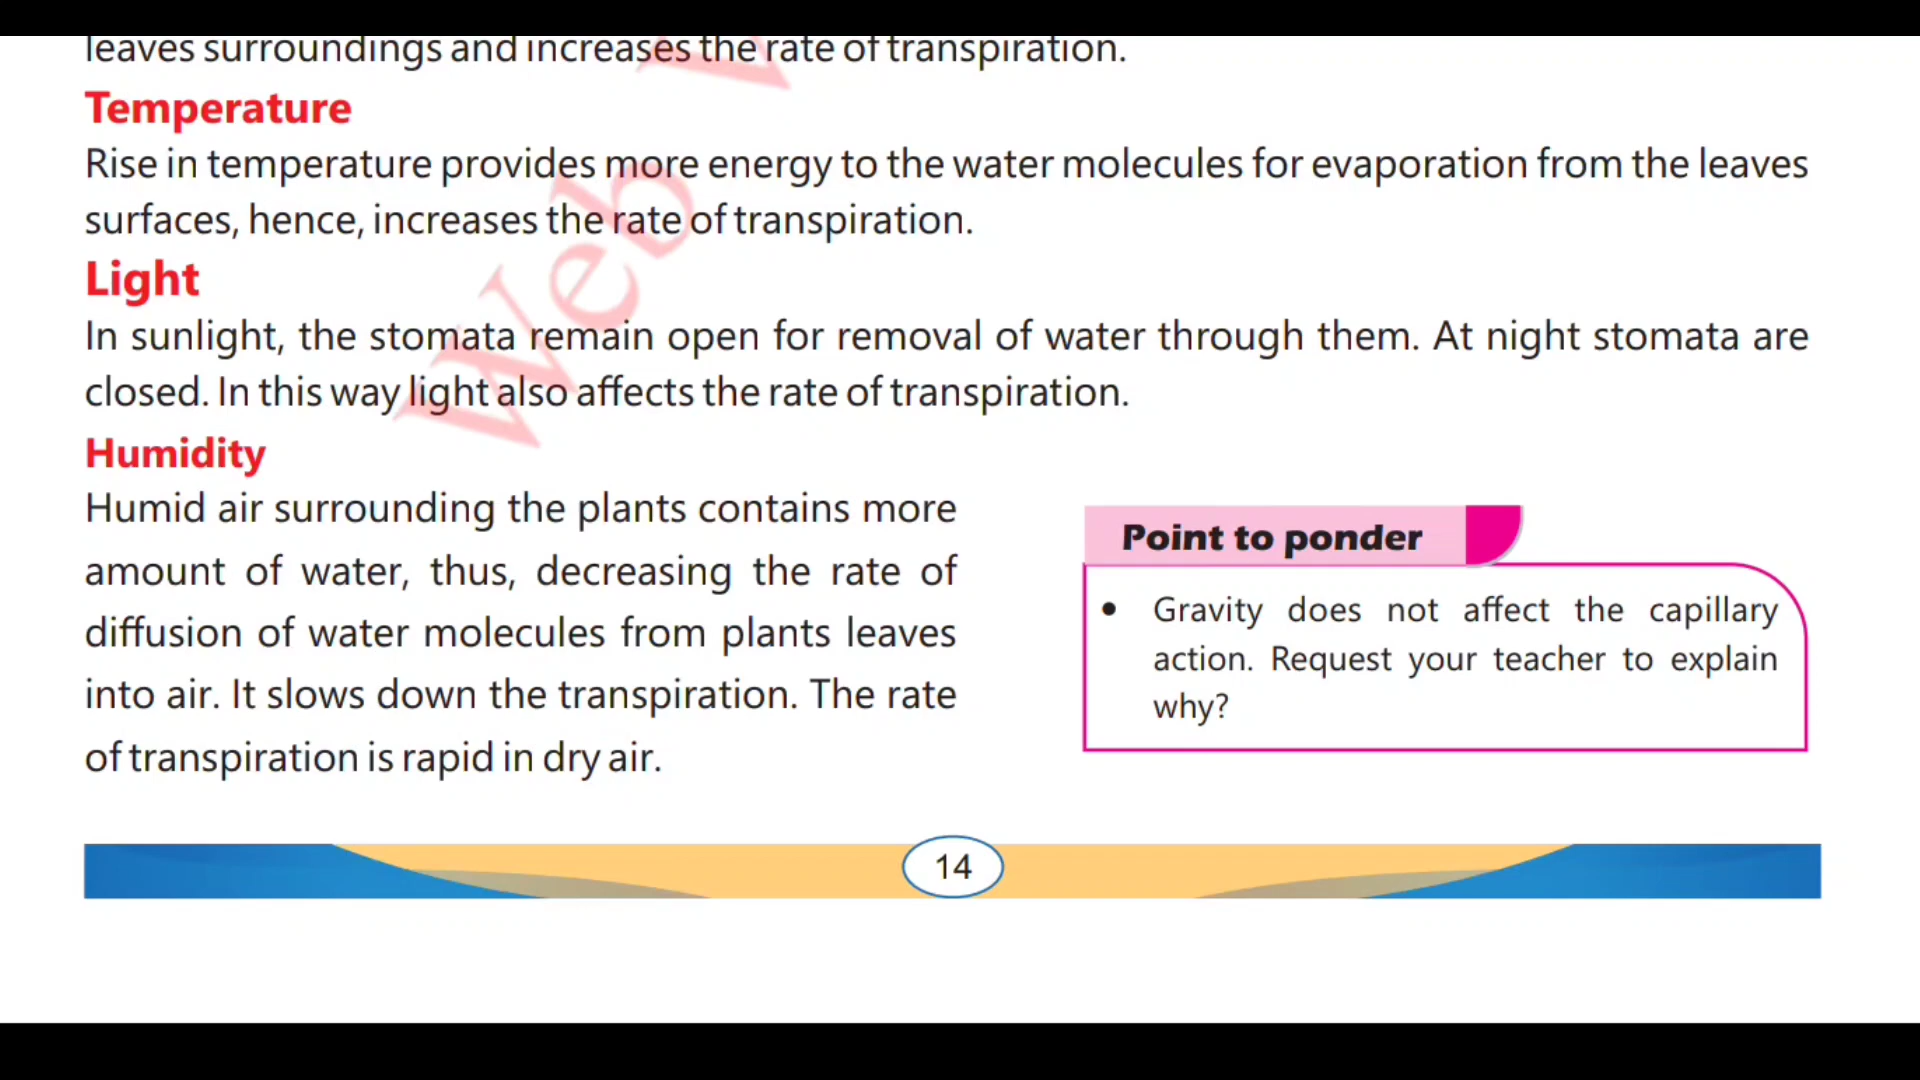 leaves surroundings and increases the rate of transpiration.
Temperature
Rise in temperature provides more energy to the water molecules for evaporation from the leaves
surfaces, hence, increases the rate of transpiration.
Light
In sunlight, the stomata remain open for removal of water through them. At night stomata are
closed. In this way light also affects the rate of transpiration.
Humidity
Humid air surrounding the plants contains more
amount of water, thus, decreasing the rate of
diffusion of water molecules from plants leaves
into air. It slows down the transpiration. The rate
of transpiration is rapid in dry air.
Point to ponder
• Gravity does not affect the capillary
action. Request your teacher to explain
why?
14
Web V